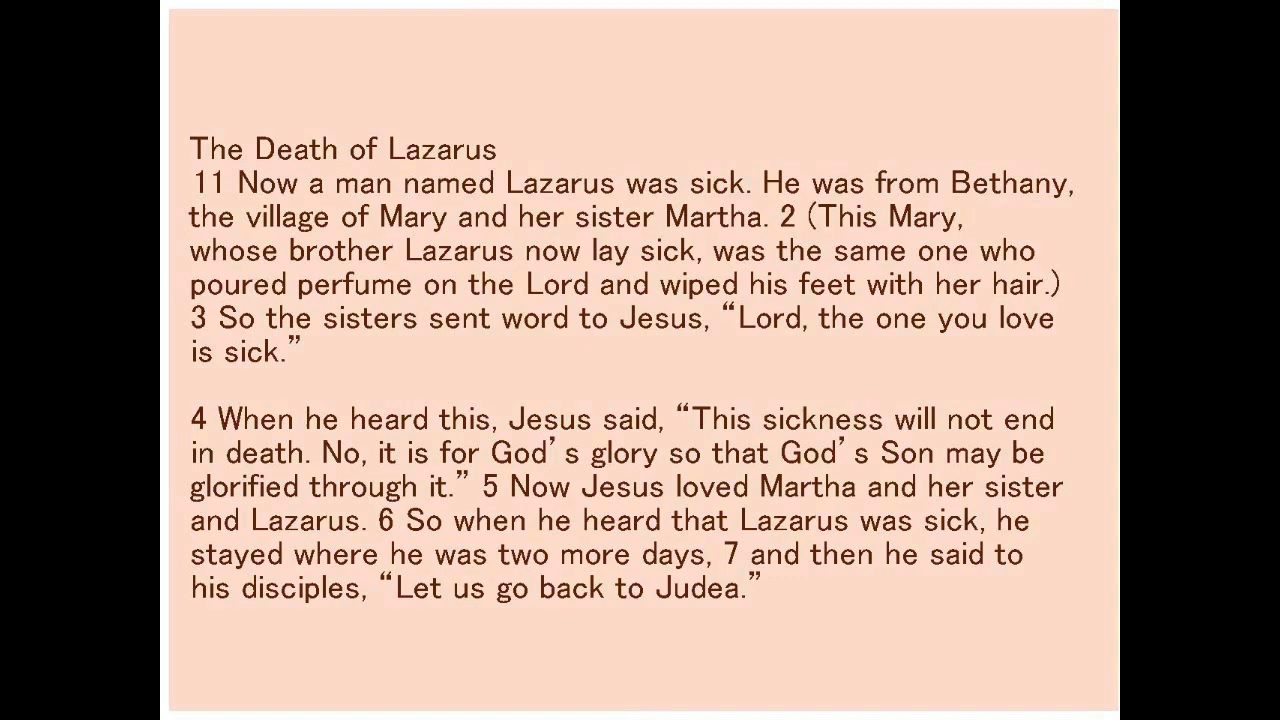 The Death of Lazarus
11 Now a man named Lazarus was sick. He was from Bethany,
the village of Mary and her sister Martha. 2 (This Mary,
whose brother Lazarus now lay sick, was the same one who
poured perfume on the Lord and wiped his feet with her hair.)
3 So the sisters sent word to Jesus, “Lord, the one you love
is sick.”

4 When he heard this, Jesus said, “This sickness will not end
in death. No, it is for God’s glory so that God’s Son may be
glorified through it.” 5 Now Jesus loved Martha and her sister
and Lazarus. 6 So when he heard that Lazarus was sick, he
stayed where he was two more days, 7 and then he said to
his disciples, “Let us go back to Judea.”